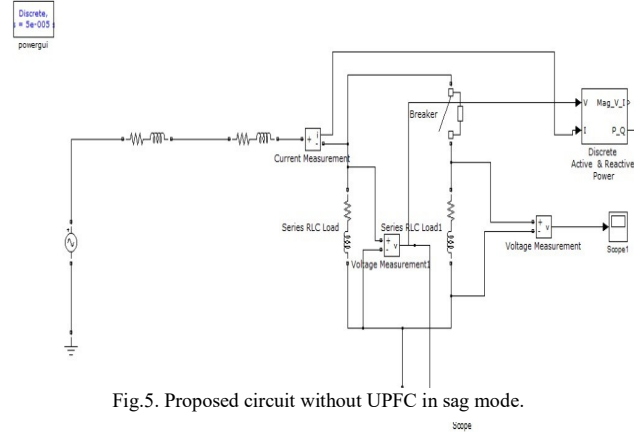 Discrete,
s = 5e-005 s
powergui
Breaker
V
Mag_V_I
I
P_Q
Discrete
Active & Reactive
Power
+
-
i
Current Measurement
+
Series RLC Load
+
-
v
Series RLC Load1
Voltage Measurement1
+
-
v
Voltage Measurement
Scope1
Fig.5. Proposed circuit without UPFC in sag mode.
Scope